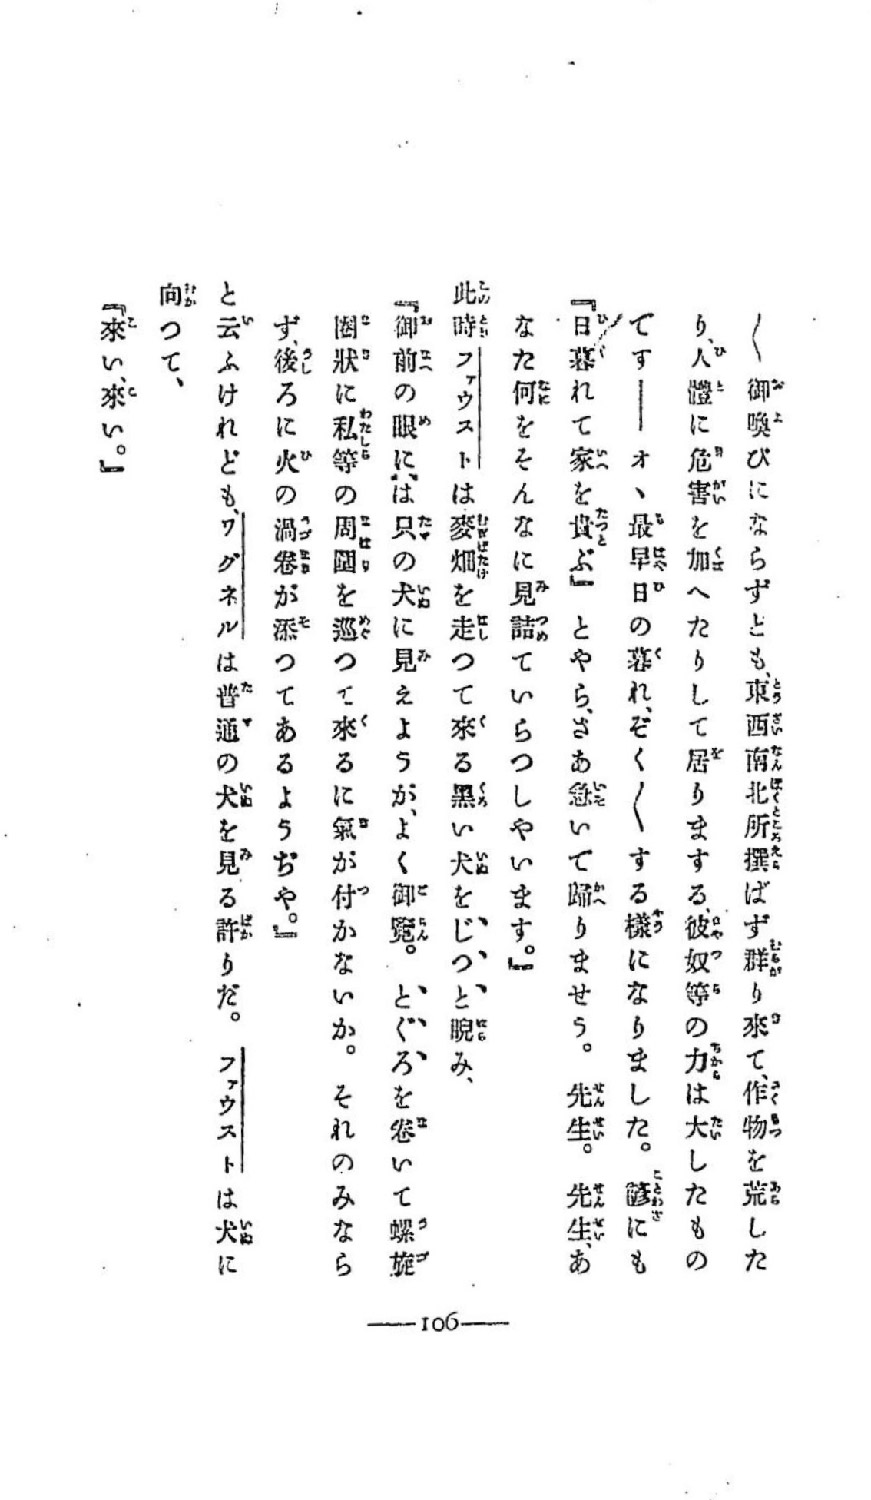 〱御喚びにならずとも、東西南北所撰ばず群り來て、作物を荒した
り、人體に危害を加へたりして居りまする、彼奴等の力は大したもの
です――オヽ最早日の暮れ、ぞく〱する樣になりました。諺にも
『日暮れて家を貴ぶ』とやら、さあ急いで歸りませう。先生。先生、あ
なた何をそんなに見詰ていらつしやいます。』
此時ファウストは麥畑を走つて來る黑い犬をじつと睨み、
『御前の眼には只の犬に見えようが、よく御覽。とぐろを卷いて螺旋
圈狀に私等の周圍を巡つて來るに氣が付かないか。それのみなら
ず、後ろに火の渦卷が添つてあるようぢや。』
と云ふけれども、ワグネルは普通の犬を見る許りだ。ファウストは犬に
向つて、
『來い、來い。』
106